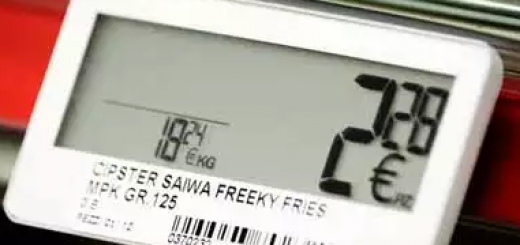 2,28
€
18,24
€ KG
CIPSTER SAIWA FREEKY FRIES
MPK GR.125